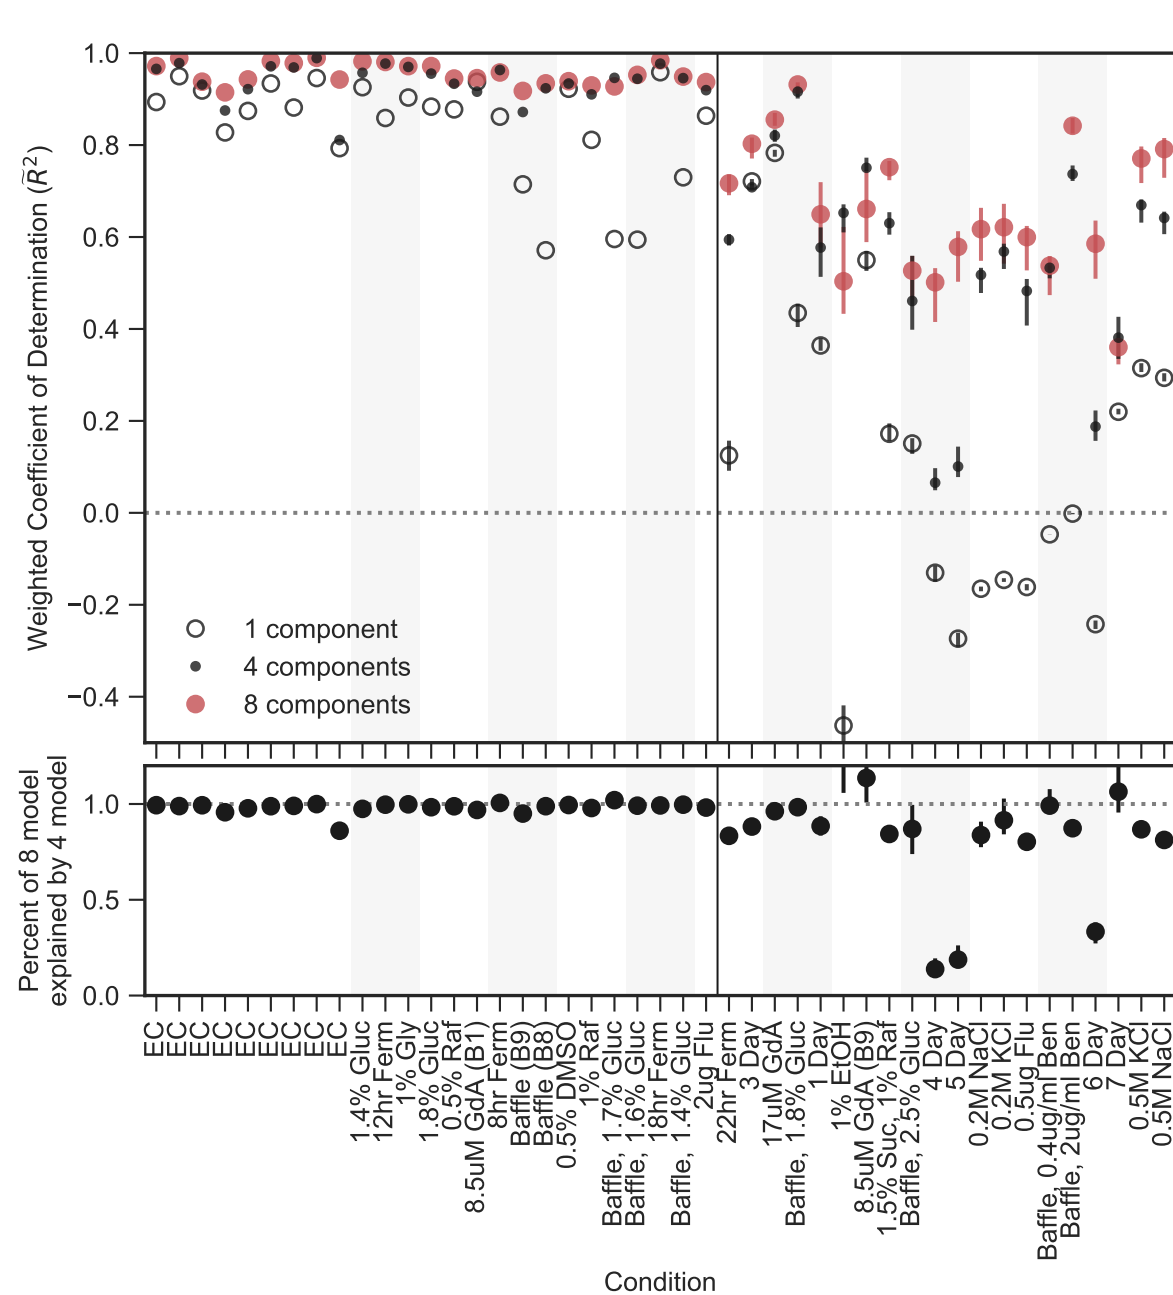 Weighted Coefficient of Determination (R̃²)
1.0
0.8
0.6
0.4
0.2
0.0
−0.2
−0.4
1 component
4 components
8 components
Percent of 8 model
explained by 4 model
1.0
0.5
0.0
EC
EC
EC
EC
EC
EC
EC
EC
EC
1.4% Gluc
12hr Ferm
1% Gly
1.8% Gluc
0.5% Raf
8.5uM GdA (B1)
8hr Ferm
Baffle (B9)
Baffle (B8)
0.5% DMSO
1% Raf
Baffle, 1.7% Gluc
Baffle, 1.6% Gluc
18hr Ferm
Baffle, 1.4% Gluc
2ug Flu
22hr Ferm
3 Day
17uM GdA
Baffle, 1.8% Gluc
1 Day
1% EtOH
8.5uM GdA (B9)
1.5% Suc, 1% Raf
Baffle, 2.5% Gluc
4 Day
5 Day
0.2M NaCl
0.2M KCl
0.5ug Flu
Baffle, 0.4ug/ml Ben
Baffle, 2ug/ml Ben
6 Day
7 Day
0.5M KCl
0.5M NaCl
Condition